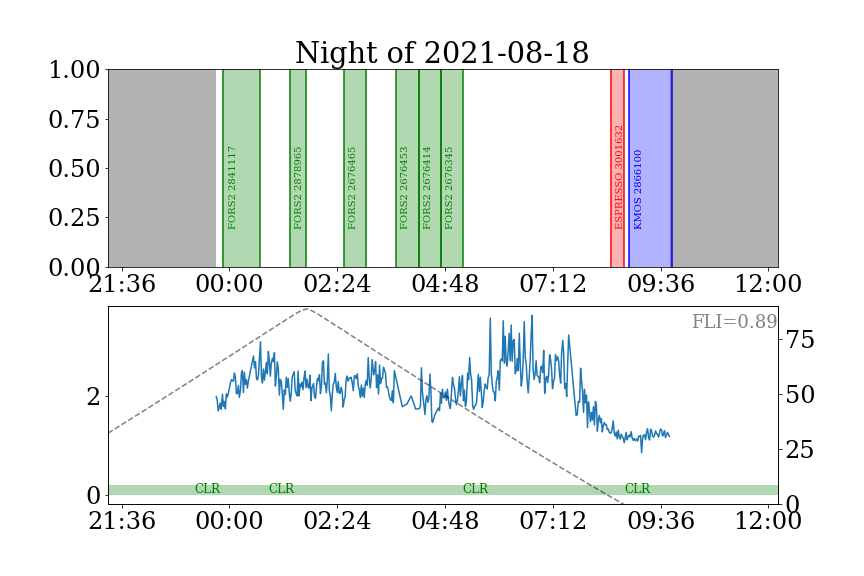 Night of 2021-08-18
1.00
0.75
0.50
0.25
0.00
FORS2 2841117
FORS2 2878965
FORS2 2676465
FORS2 2676453
FORS2 2676414
FORS2 2676345
ESPRESSO 3001632
KMOS 2866100
21:36 00:00 02:24 04:48 07:12 09:36 12:00
FLI=0.89
2
0
75
50
25
0
CLR CLR CLR CLR
21:36 00:00 02:24 04:48 07:12 09:36 12:00